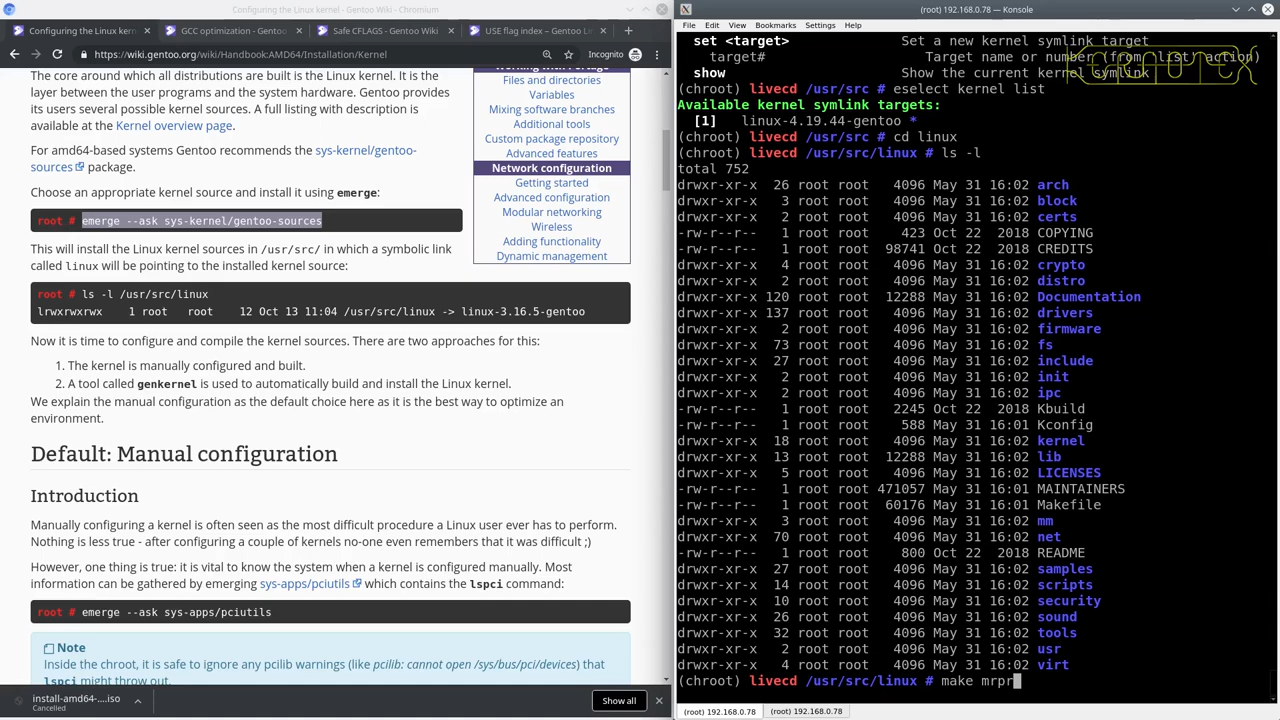 Configuring the Linux kernel - Gentoo Wiki - Chromium
Configuring the Linux kern
GCC optimization - Gentoo
Safe CFLAGS - Gentoo Wiki
USE flag index – Gentoo Lin
https://wiki.gentoo.org/wiki/Handbook:AMD64/Installation/Kernel
Incognito
The core around which all distributions are built is the Linux kernel. It is the
layer between the user programs and the system hardware. Gentoo provides
its users several possible kernel sources. A full listing with description is
available at the Kernel overview page.
For amd64-based systems Gentoo recommends the sys-kernel/gentoo-
sources package.
Choose an appropriate kernel source and install it using emerge:
root # emerge --ask sys-kernel/gentoo-sources
This will install the Linux kernel sources in /usr/src/ in which a symbolic link
called linux will be pointing to the installed kernel source:
root # ls -l /usr/src/linux
lrwxrwxrwx 1 root root 12 Oct 13 11:04 /usr/src/linux -> linux-3.16.5-gentoo
Now it is time to configure and compile the kernel sources. There are two approaches for this:
1. The kernel is manually configured and built.
2. A tool called genkernel is used to automatically build and install the Linux kernel.
We explain the manual configuration as the default choice here as it is the best way to optimize an
environment.
Default: Manual configuration
Introduction
Manually configuring a kernel is often seen as the most difficult procedure a Linux user ever has to perform.
Nothing is less true - after configuring a couple of kernels no-one even remembers that it was difficult ;)
However, one thing is true: it is vital to know the system when a kernel is configured manually. Most
information can be gathered by emerging sys-apps/pciutils which contains the lspci command:
root # emerge --ask sys-apps/pciutils
Note
Inside the chroot, it is safe to ignore any pcilib warnings (like pcilib: cannot open /sys/bus/pci/devices) that
lspci might throw out.
Working with Portage
Files and directories
Variables
Mixing software branches
Additional tools
Custom package repository
Advanced features
Network configuration
Getting started
Advanced configuration
Modular networking
Wireless
Adding functionality
Dynamic management
install-amd64-....iso
Cancelled
Show all
(root) 192.168.0.78 — Konsole
File Edit View Bookmarks Settings Help
set <target> Set a new kernel symlink target
target# Target name or number (from 'list' action)
show Show the current kernel symlink
(chroot) livecd /usr/src # eselect kernel list
Available kernel symlink targets:
[1] linux-4.19.44-gentoo *
(chroot) livecd /usr/src # cd linux
(chroot) livecd /usr/src/linux # ls -l
total 752
drwxr-xr-x 26 root root 4096 May 31 16:02 arch
drwxr-xr-x 3 root root 4096 May 31 16:02 block
drwxr-xr-x 2 root root 4096 May 31 16:02 certs
-rw-r--r-- 1 root root 423 Oct 22 2018 COPYING
-rw-r--r-- 1 root root 98741 Oct 22 2018 CREDITS
drwxr-xr-x 4 root root 4096 May 31 16:02 crypto
drwxr-xr-x 2 root root 4096 May 31 16:02 distro
drwxr-xr-x 120 root root 12288 May 31 16:02 Documentation
drwxr-xr-x 137 root root 4096 May 31 16:02 drivers
drwxr-xr-x 2 root root 4096 May 31 16:02 firmware
drwxr-xr-x 73 root root 4096 May 31 16:02 fs
drwxr-xr-x 27 root root 4096 May 31 16:02 include
drwxr-xr-x 2 root root 4096 May 31 16:02 init
drwxr-xr-x 2 root root 4096 May 31 16:02 ipc
-rw-r--r-- 1 root root 2245 Oct 22 2018 Kbuild
-rw-r--r-- 1 root root 588 May 31 16:01 Kconfig
drwxr-xr-x 18 root root 4096 May 31 16:02 kernel
drwxr-xr-x 13 root root 12288 May 31 16:02 lib
drwxr-xr-x 5 root root 4096 May 31 16:02 LICENSES
-rw-r--r-- 1 root root 471057 May 31 16:01 MAINTAINERS
-rw-r--r-- 1 root root 60176 May 31 16:01 Makefile
drwxr-xr-x 3 root root 4096 May 31 16:02 mm
drwxr-xr-x 70 root root 4096 May 31 16:02 net
-rw-r--r-- 1 root root 800 Oct 22 2018 README
drwxr-xr-x 27 root root 4096 May 31 16:02 samples
drwxr-xr-x 14 root root 4096 May 31 16:02 scripts
drwxr-xr-x 10 root root 4096 May 31 16:02 security
drwxr-xr-x 26 root root 4096 May 31 16:02 sound
drwxr-xr-x 32 root root 4096 May 31 16:02 tools
drwxr-xr-x 2 root root 4096 May 31 16:02 usr
drwxr-xr-x 4 root root 4096 May 31 16:02 virt
(chroot) livecd /usr/src/linux # make mrpr
(root) 192.168.0.78
(root) 192.168.0.78